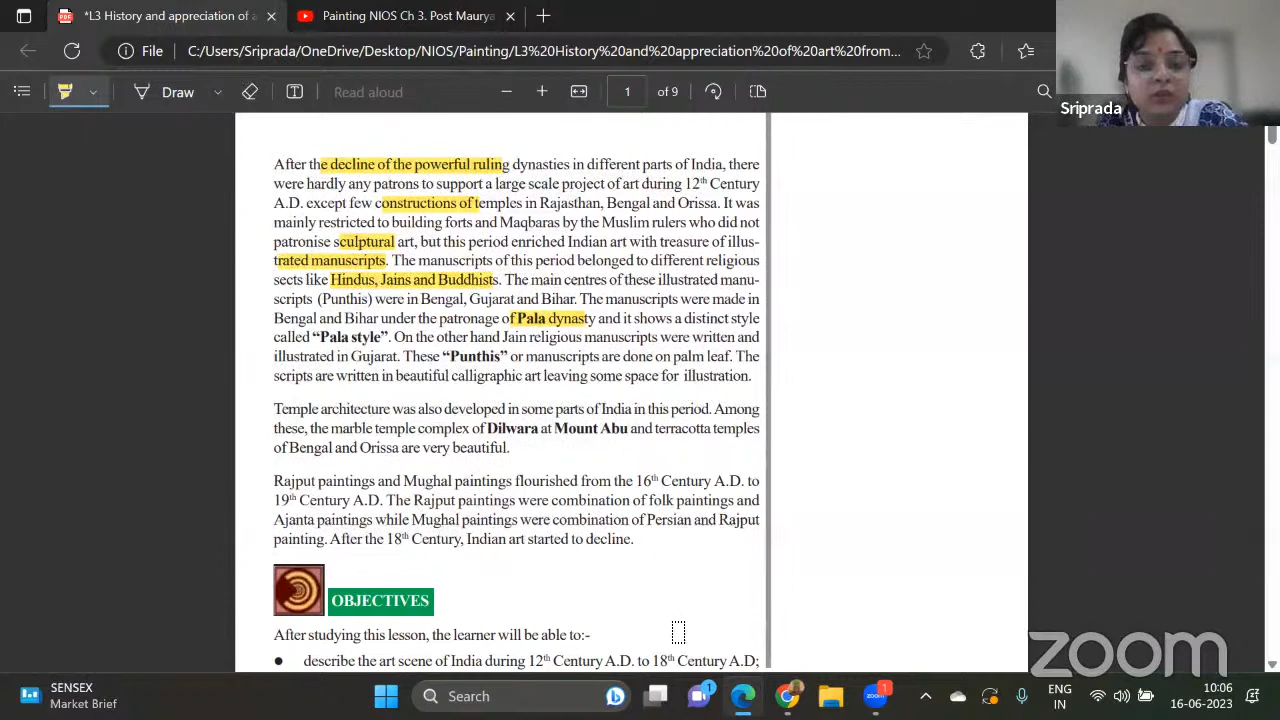 *L3 History and appreciation of a
Painting NIOS Ch 3. Post Maurya
File
C:/Users/Sriprada/OneDrive/Desktop/NIOS/Painting/L3%20History%20and%20appreciation%20of%20art%20from...
Draw
Read aloud
1
of 9
Sriprada
After the decline of the powerful ruling dynasties in different parts of India, there
were hardly any patrons to support a large scale project of art during 12th Century
A.D. except few constructions of temples in Rajasthan, Bengal and Orissa. It was
mainly restricted to building forts and Maqbaras by the Muslim rulers who did not
patronise sculptural art, but this period enriched Indian art with treasure of illus-
trated manuscripts. The manuscripts of this period belonged to different religious
sects like Hindus, Jains and Buddhists. The main centres of these illustrated manu-
scripts (Punthis) were in Bengal, Gujarat and Bihar. The manuscripts were made in
Bengal and Bihar under the patronage of Pala dynasty and it shows a distinct style
called “Pala style”. On the other hand Jain religious manuscripts were written and
illustrated in Gujarat. These “Punthis” or manuscripts are done on palm leaf. The
scripts are written in beautiful calligraphic art leaving some space for illustration.
Temple architecture was also developed in some parts of India in this period. Among
these, the marble temple complex of Dilwara at Mount Abu and terracotta temples
of Bengal and Orissa are very beautiful.
Rajput paintings and Mughal paintings flourished from the 16th Century A.D. to
19th Century A.D. The Rajput paintings were combination of folk paintings and
Ajanta paintings while Mughal paintings were combination of Persian and Rajput
painting. After the 18th Century, Indian art started to decline.
OBJECTIVES
After studying this lesson, the learner will be able to:-
● describe the art scene of India during 12th Century A.D. to 18th Century A.D;
zoom
SENSEX
Market Brief
Search
1
zoom
1
ENG
IN
10:06
16-06-2023